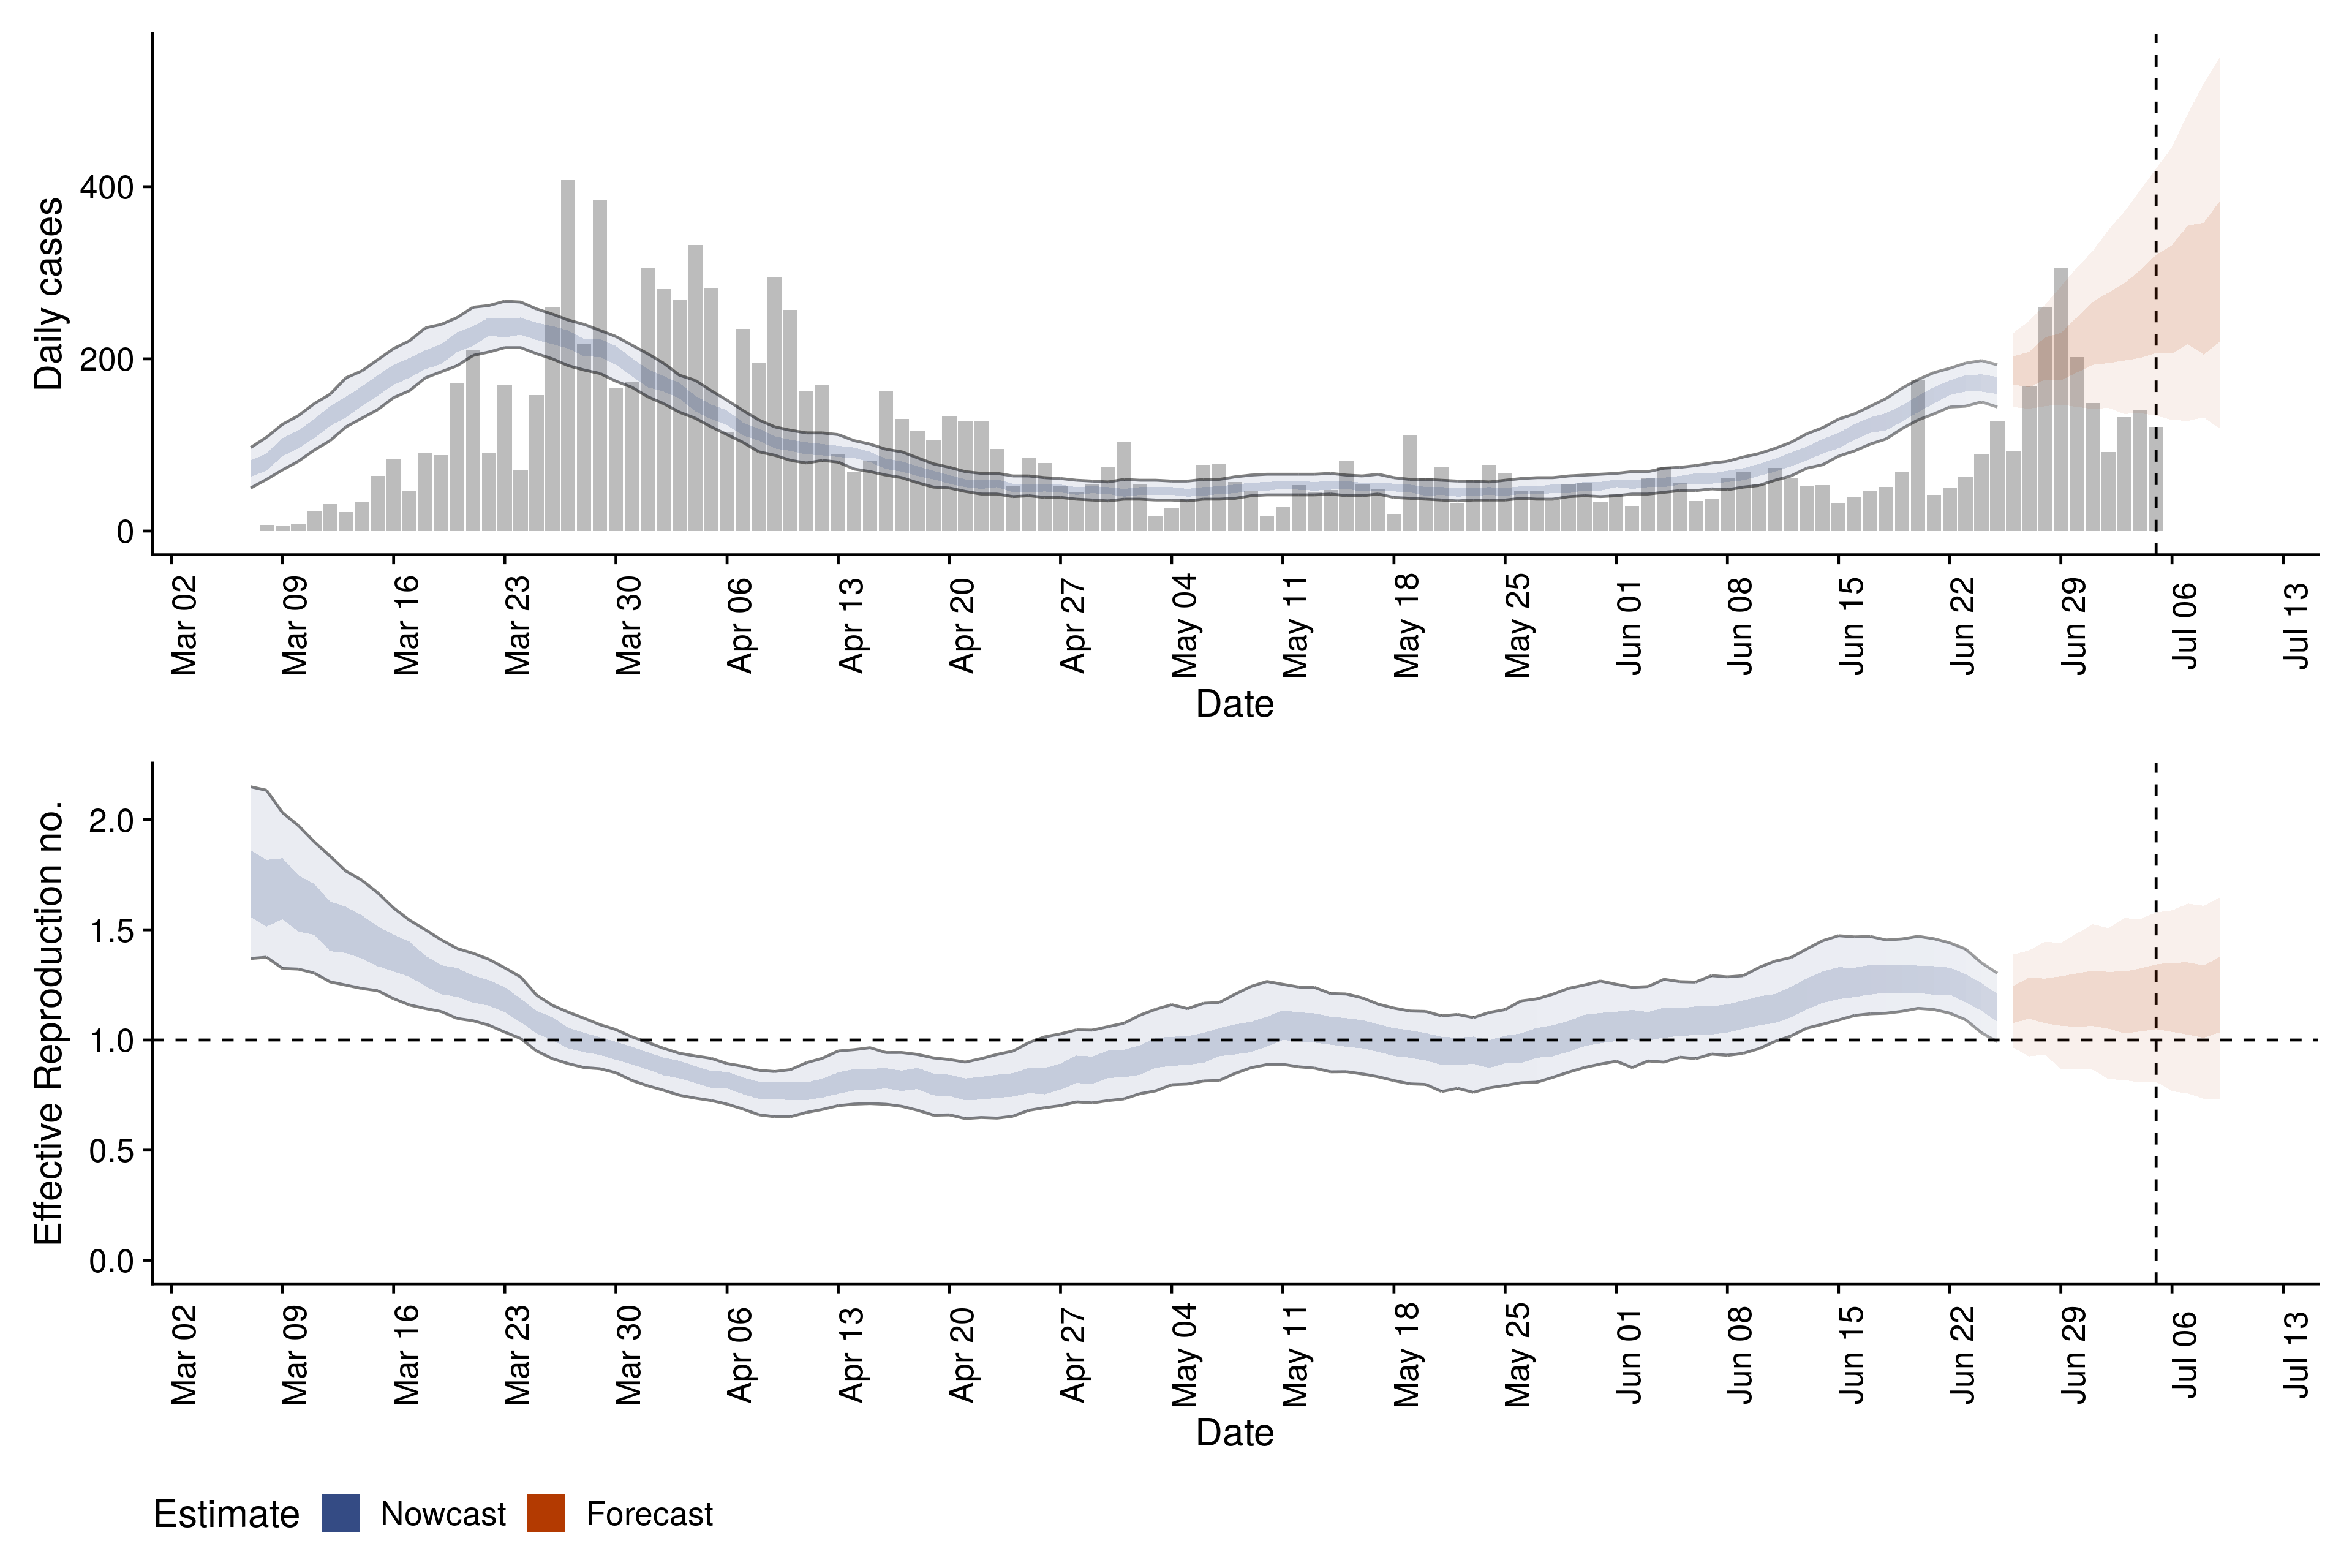 Daily cases
400
200
0
Mar 02 Mar 09 Mar 16 Mar 23 Mar 30 Apr 06 Apr 13 Apr 20 Apr 27 May 04 May 11 May 18 May 25 Jun 01 Jun 08 Jun 15 Jun 22 Jun 29 Jul 06 Jul 13
Date
Effective Reproduction no.
2.0
1.5
1.0
0.5
0.0
Mar 02 Mar 09 Mar 16 Mar 23 Mar 30 Apr 06 Apr 13 Apr 20 Apr 27 May 04 May 11 May 18 May 25 Jun 01 Jun 08 Jun 15 Jun 22 Jun 29 Jul 06 Jul 13
Date
Estimate Nowcast Forecast